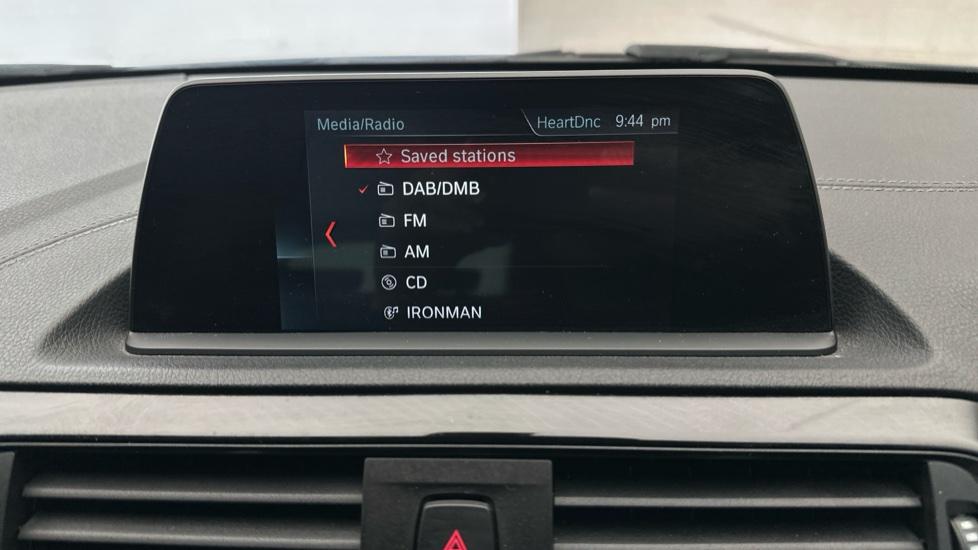 Media/Radio HeartDnc 9:44 pm
Saved stations
DAB/DMB
FM
AM
CD
IRONMAN